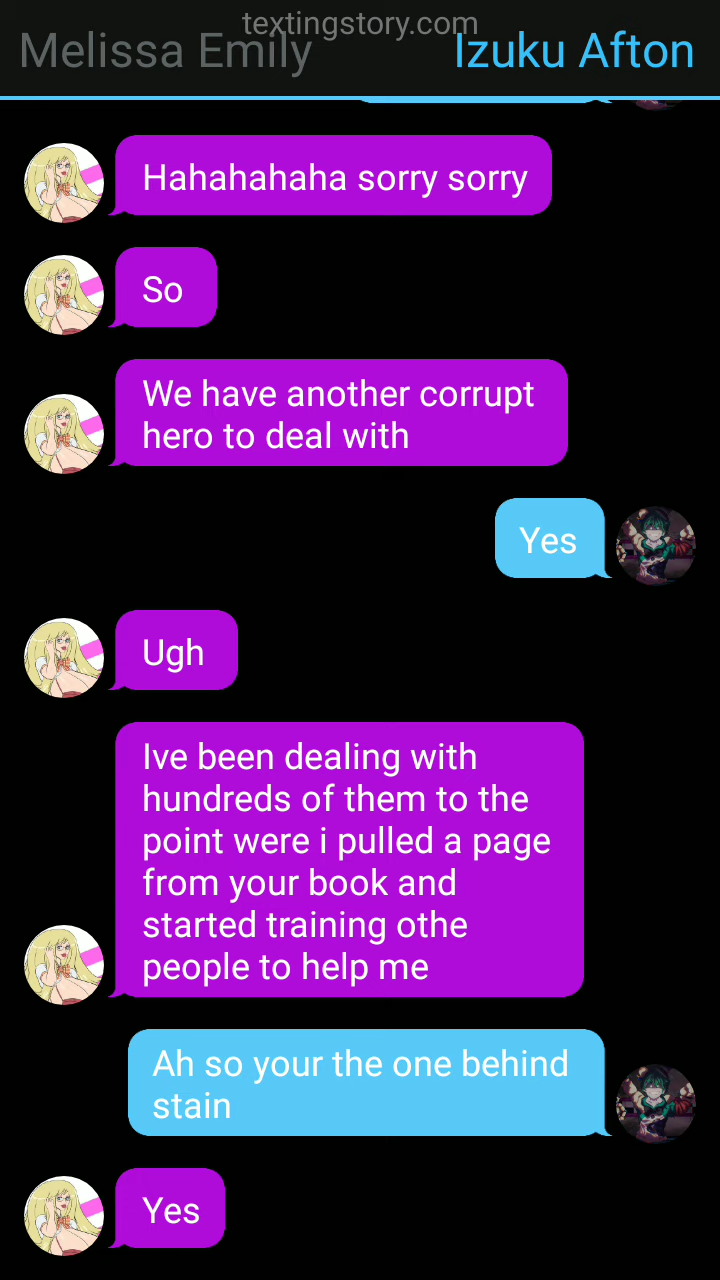 textingstory.com
Melissa Emily
Izuku Afton
Hahahahaha sorry sorry
So
We have another corrupt
hero to deal with
Yes
Ugh
Ive been dealing with
hundreds of them to the
point were i pulled a page
from your book and
started training othe
people to help me
Ah so your the one behind
stain
Yes